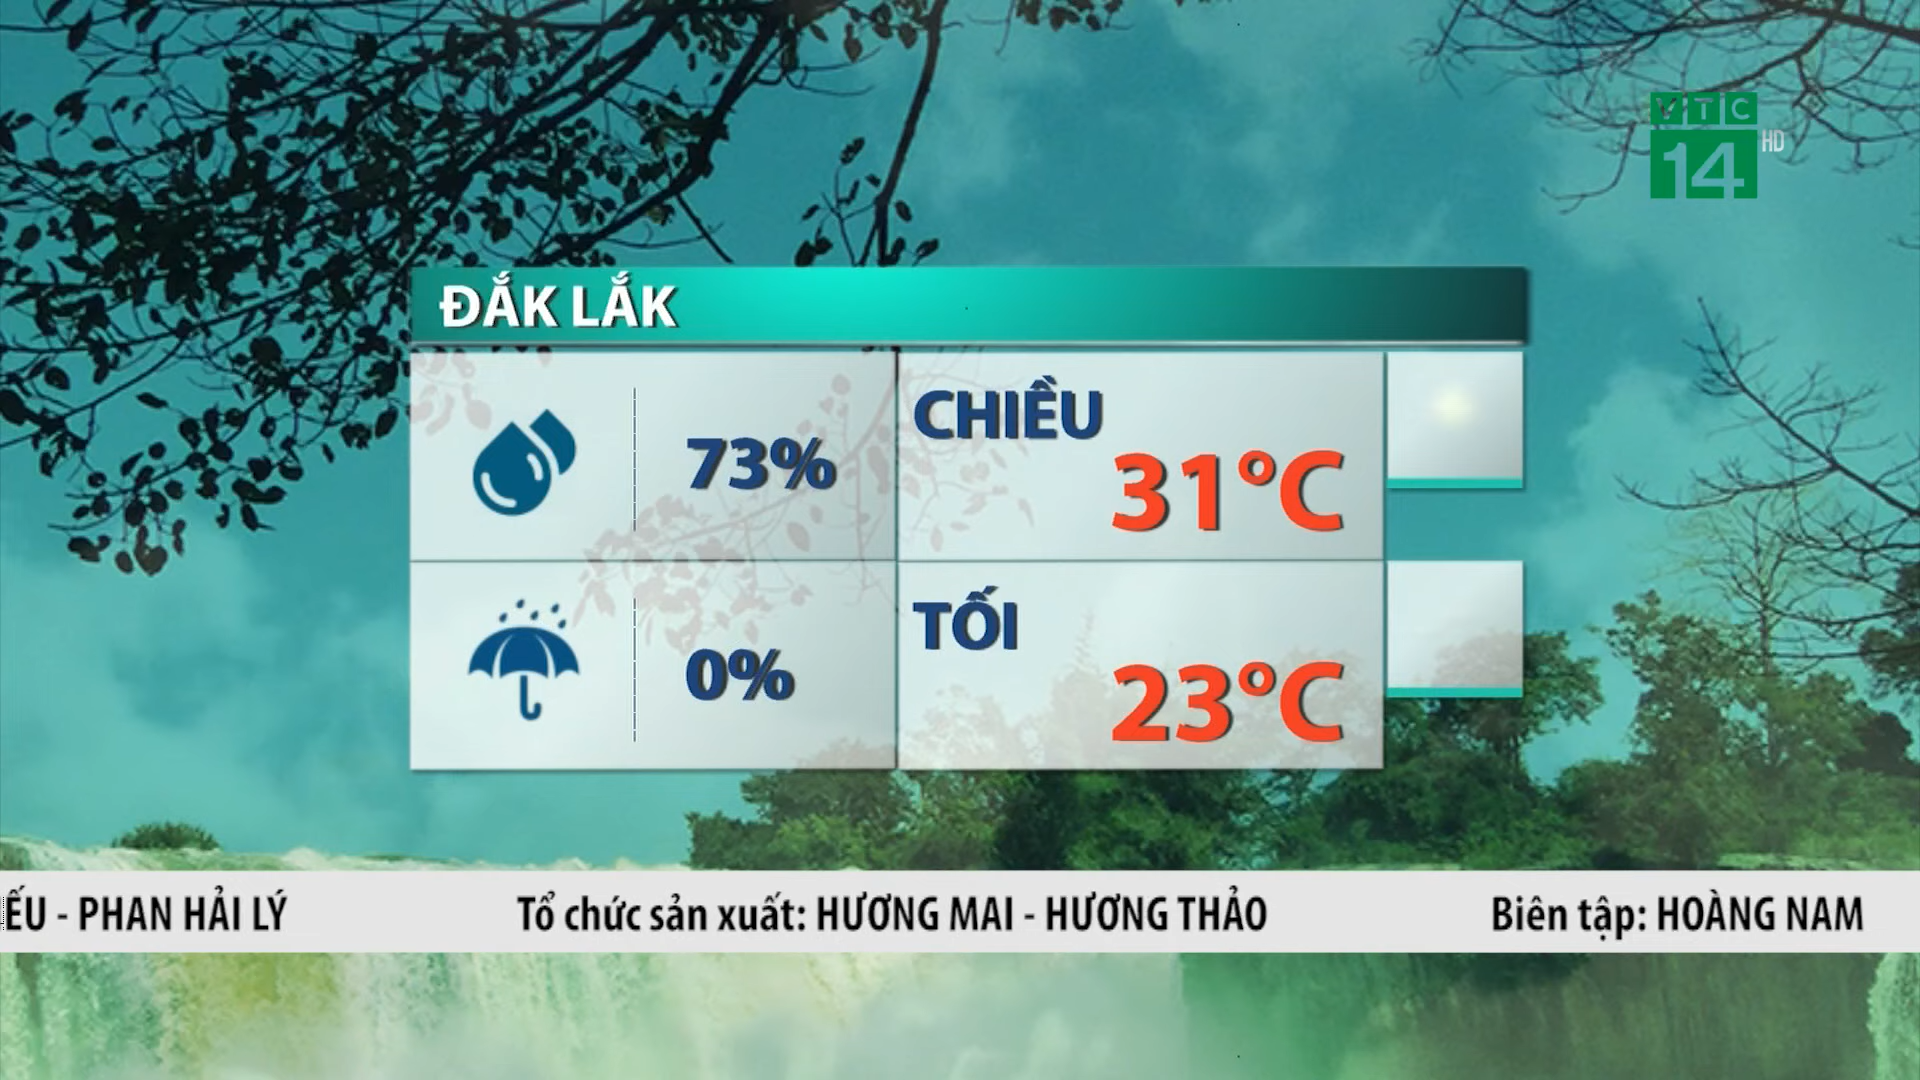 VTC
14 HD
ĐẮK LẮK
73%
CHIỀU
31°C
0%
TỐI
23°C
ẾU - PHAN HẢI LÝ Tổ chức sản xuất: HƯƠNG MAI - HƯƠNG THẢO Biên tập: HOÀNG NAM